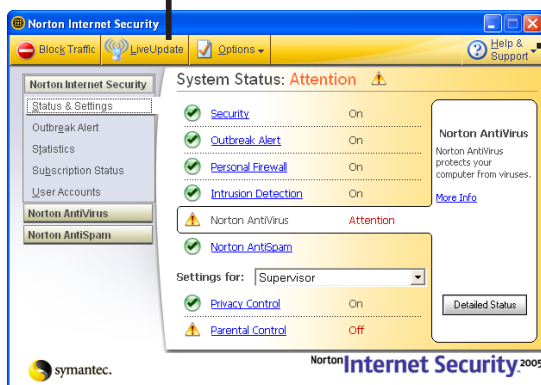 Norton Internet Security
Block Traffic
LiveUpdate
Options
Help &
Support
Norton Internet Security
Status & Settings
Outbreak Alert
Statistics
Subscription Status
User Accounts
Norton AntiVirus
Norton AntiSpam
System Status: Attention
Security On
Outbreak Alert On
Personal Firewall On
Intrusion Detection On
Norton AntiVirus Attention
Norton AntiSpam
Settings for: Supervisor
Privacy Control On
Parental Control Off
Norton AntiVirus
Norton AntiVirus
protects your
computer from viruses.
More Info
Detailed Status
symantec.
Norton Internet Security 2005